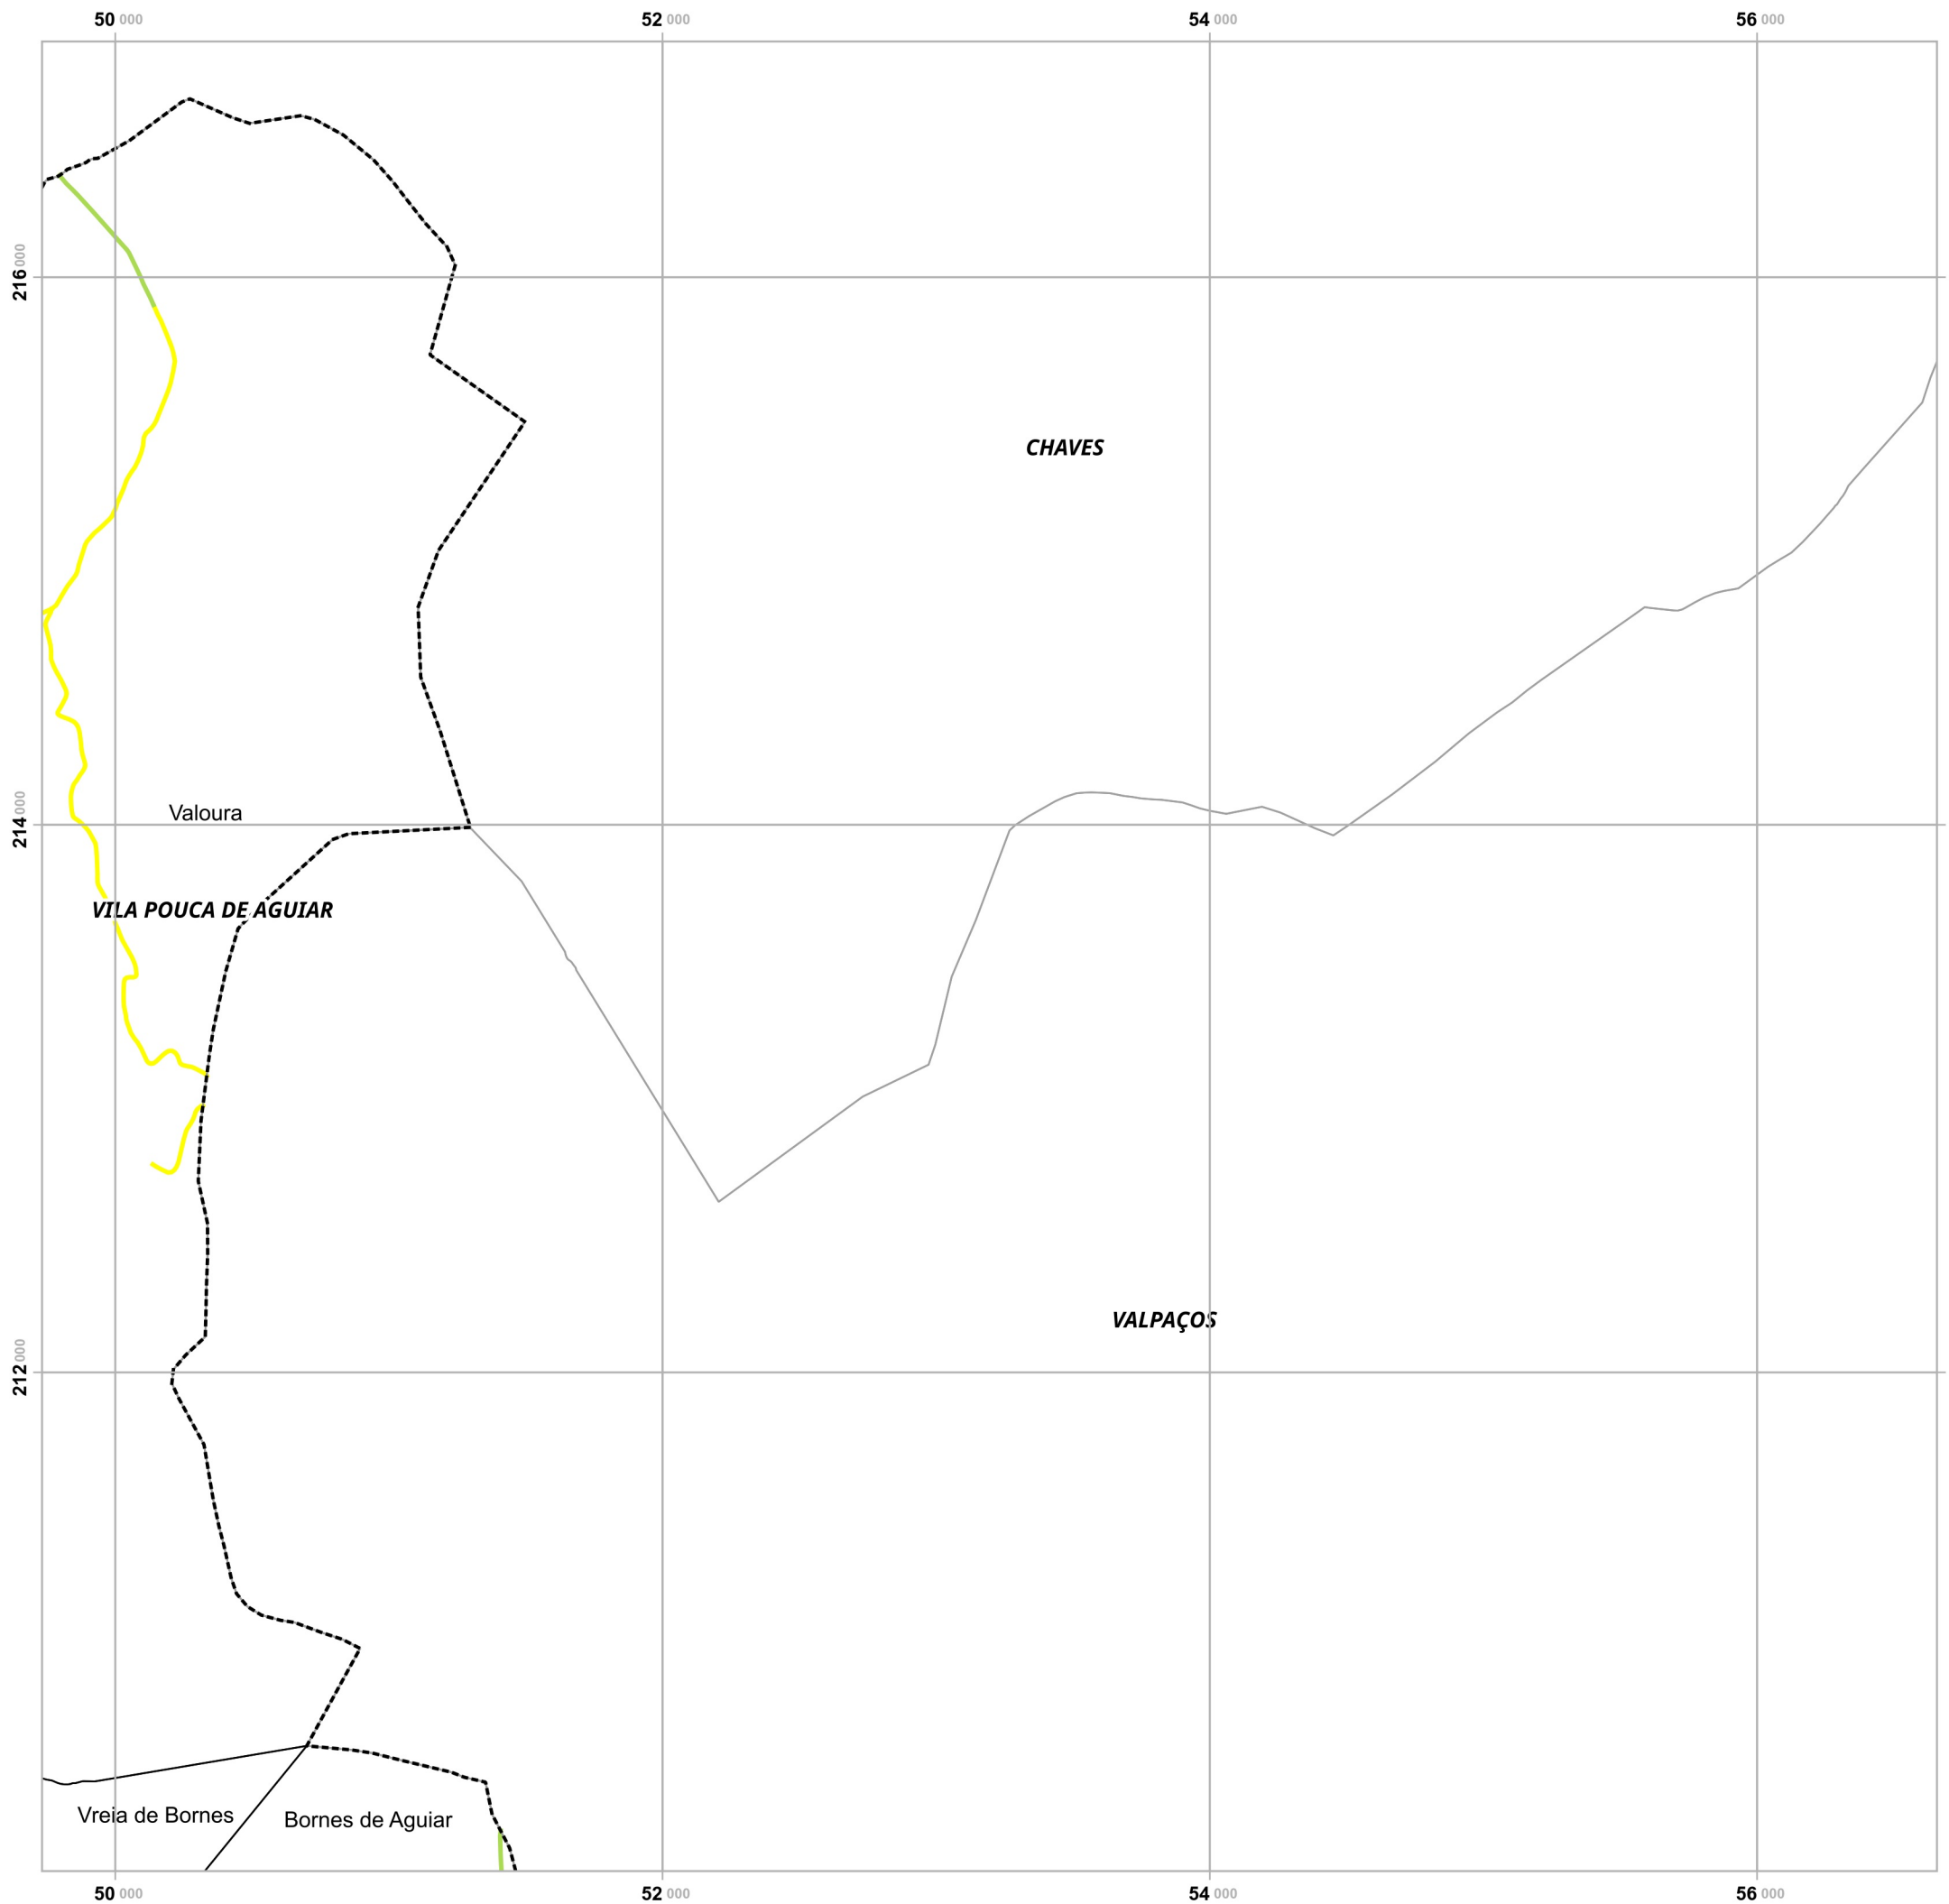 50 000 52 000 54 000 56 000
216 000
CHAVES
Valoura
214 000
VILA POUCA DE AGUIAR
VALPAÇOS
212 000
Vreia de Bornes
Bornes de Aguiar
50 000 52 000 54 000 56 000